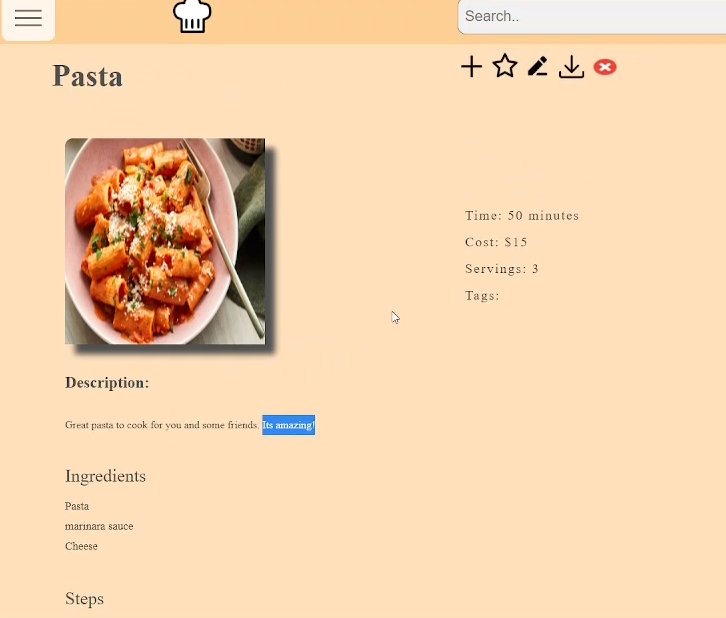 Search..
Pasta
Time: 50 minutes
Cost: $15
Servings: 3
Tags:
Description:
Great pasta to cook for you and some friends. Its amazing!
Ingredients
Pasta
marinara sauce
Cheese
Steps